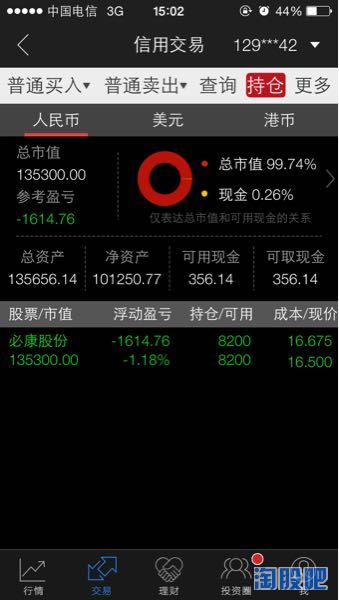 中国电信 3G 15:02 44%
信用交易 129***42
普通买入 普通卖出 查询 持仓 更多
人民币 美元 港币
总市值
135300.00
参考盈亏
-1614.76
总市值 99.74%
现金 0.26%
仅表达总市值和可用现金的关系
总资产 净资产 可用现金 可取现金
135656.14 101250.77 356.14 356.14
股票/市值 浮动盈亏 持仓/可用 成本/现价
必康股份 -1614.76 8200 16.675
135300.00 -1.18% 8200 16.500
行情 交易 理财 投资圈 我
淘股吧